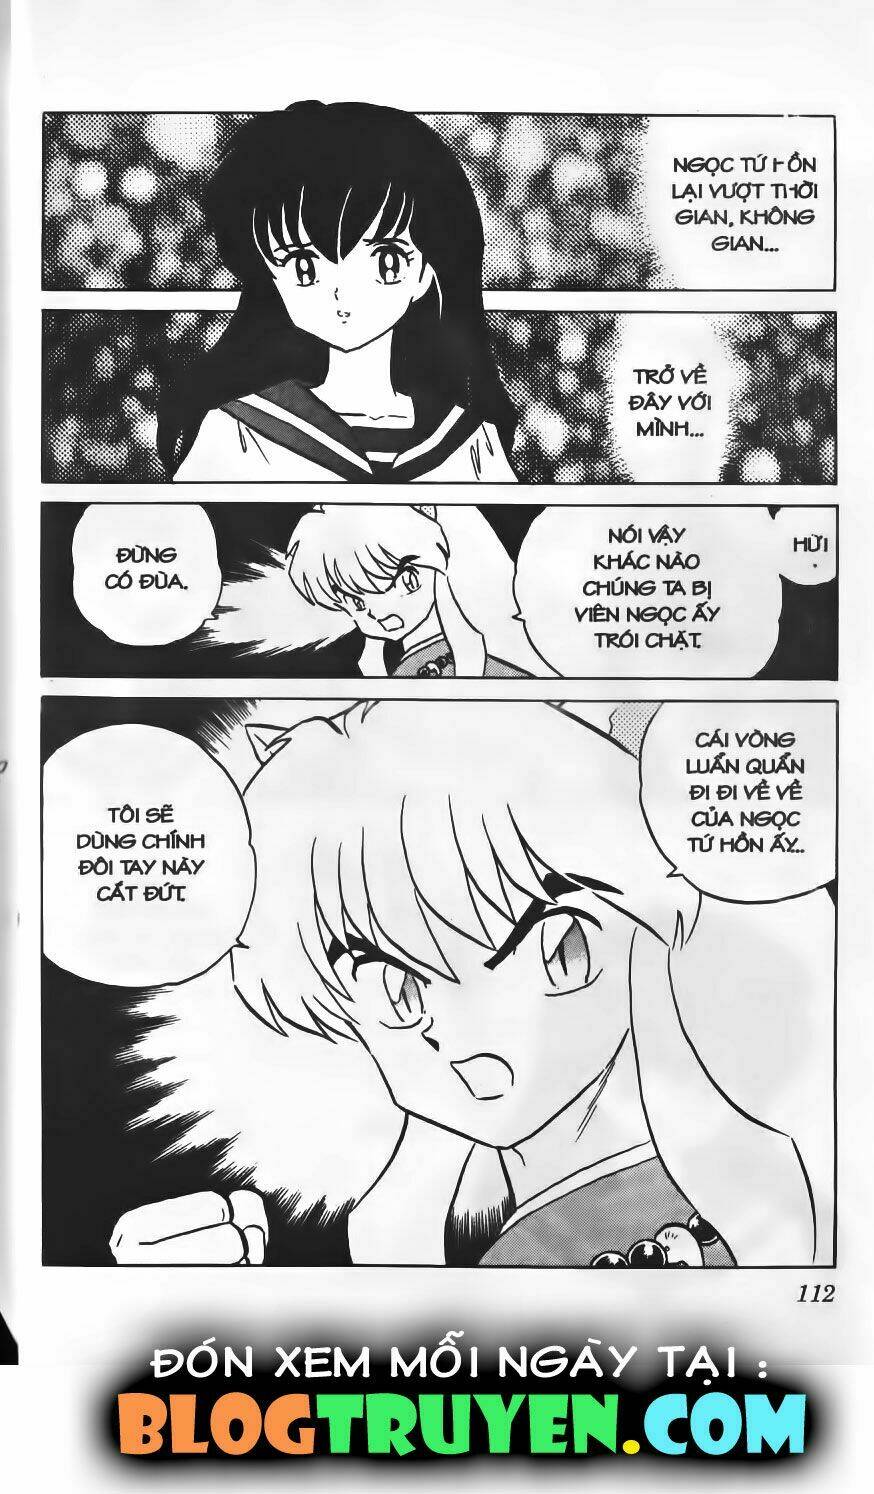 NGỌC TỨ HỒN
LẠI VƯỢT THỜI
GIAN, KHÔNG
GIAN...
TRỞ VỀ
ĐÂY VỚI
MÌNH...
HỪ!
NÓI VẬY
KHÁC NÀO
CHÚNG TA BỊ
VIÊN NGỌC ẤY
TRÓI CHẶT.
ĐỪNG
CÓ ĐÙA.
CÁI VÒNG
LUẨN QUẨN
ĐI ĐI VỀ VỀ
CỦA NGỌC
TỨ HỒN ẤY...
TÔI SẼ
DÙNG CHÍNH
ĐÔI TAY NÀY
CẮT ĐỨT.
112
ĐÓN XEM MỖI NGÀY TẠI :
BLOGTRUYEN.COM